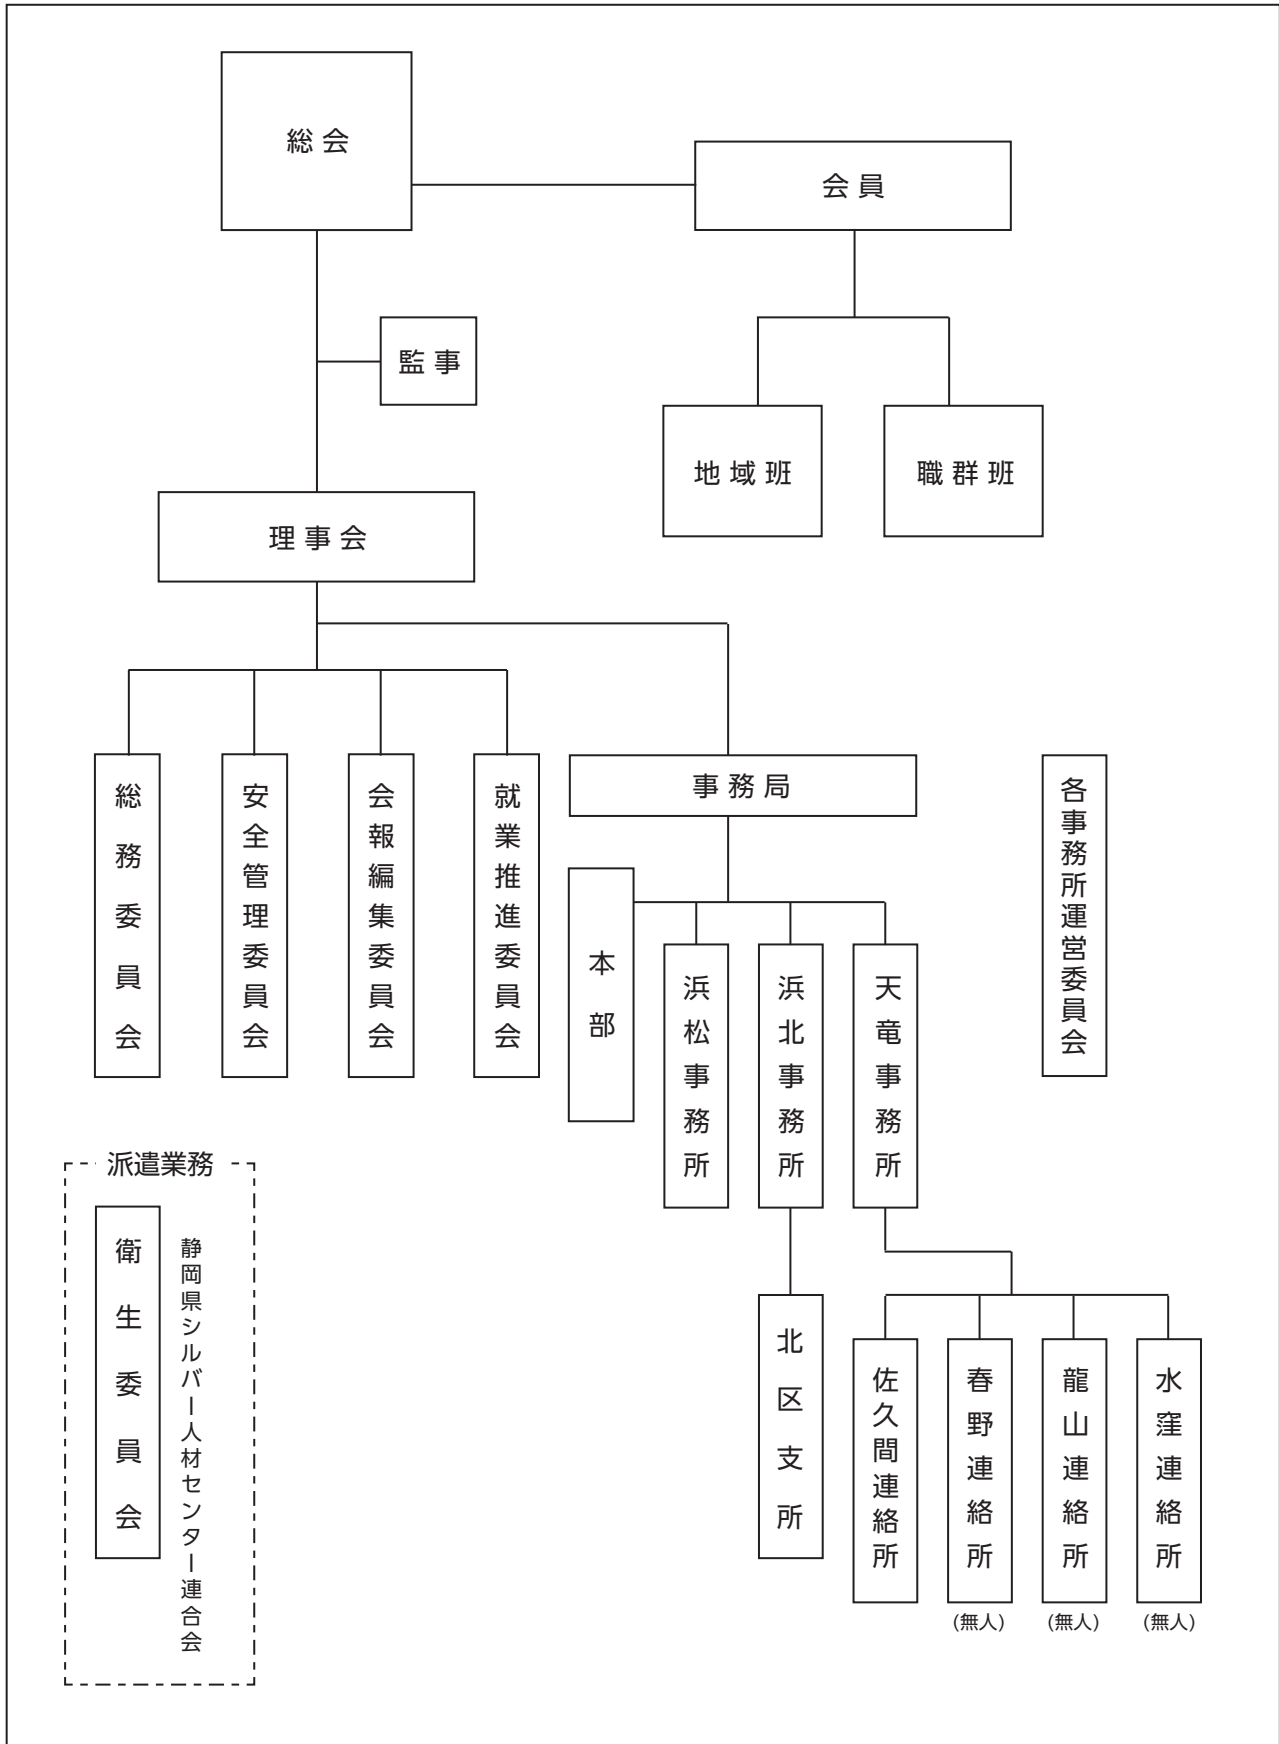 総会
会員
監事
地域班
職群班
理事会
総務委員会
安全管理委員会
会報編集委員会
就業推進委員会
事務局
各事務所運営委員会
本部
浜松事務所
浜北事務所
天竜事務所
派遣業務
衛生委員会
静岡県シルバー人材センター連合会
北区支所
佐久間連絡所
春野連絡所
(無人)
龍山連絡所
(無人)
水窪連絡所
(無人)